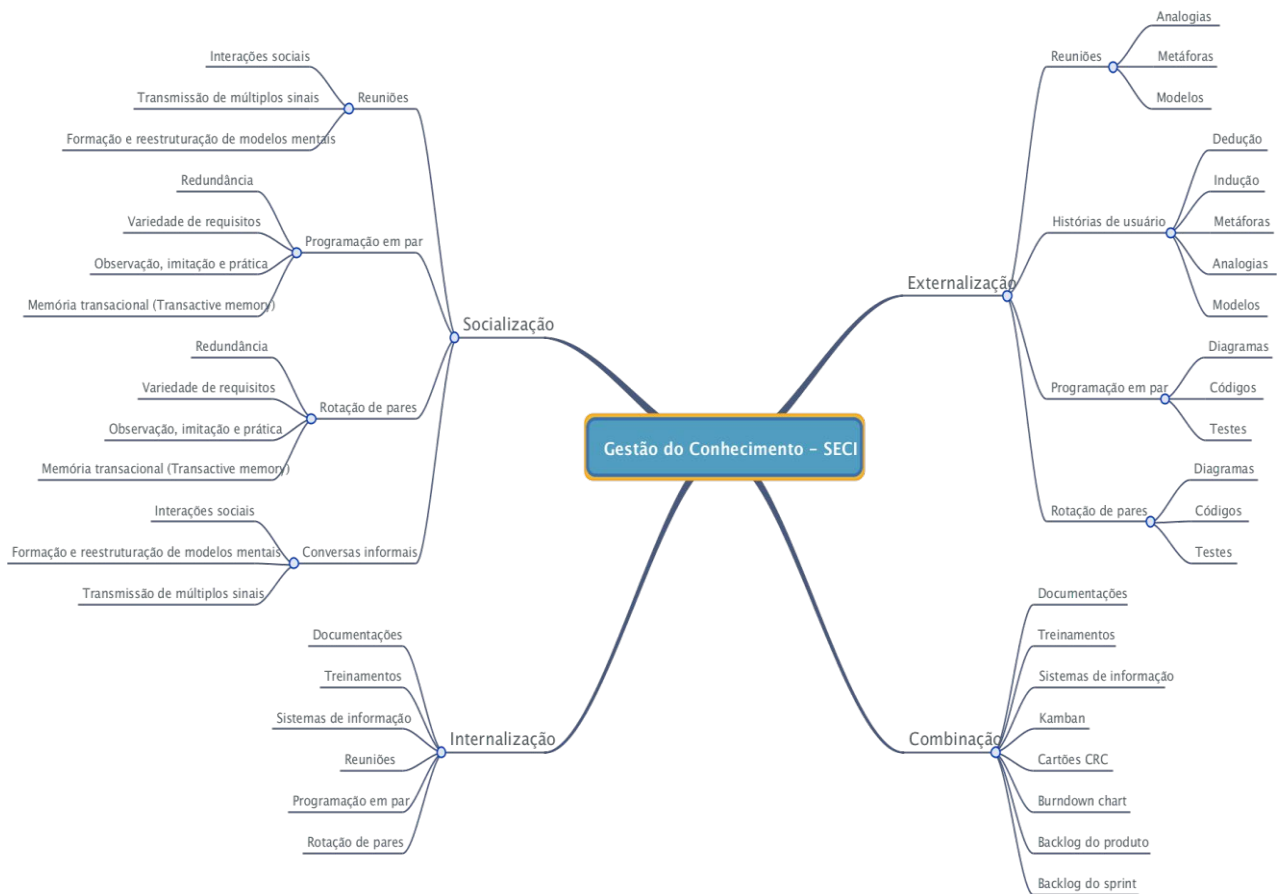 Gestão do Conhecimento – SECI
Socialização
Reuniões
Interações sociais
Transmissão de múltiplos sinais
Formação e reestruturação de modelos mentais
Programação em par
Redundância
Variedade de requisitos
Observação, imitação e prática
Memória transacional (Transactive memory)
Rotação de pares
Redundância
Variedade de requisitos
Observação, imitação e prática
Memória transacional (Transactive memory)
Conversas informais
Interações sociais
Formação e reestruturação de modelos mentais
Transmissão de múltiplos sinais
Externalização
Reuniões
Analogias
Metáforas
Modelos
Histórias de usuário
Dedução
Indução
Metáforas
Analogias
Modelos
Programação em par
Diagramas
Códigos
Testes
Rotação de pares
Diagramas
Códigos
Testes
Internalização
Documentações
Treinamentos
Sistemas de informação
Reuniões
Programação em par
Rotação de pares
Combinação
Documentações
Treinamentos
Sistemas de informação
Kamban
Cartões CRC
Burndown chart
Backlog do produto
Backlog do sprint